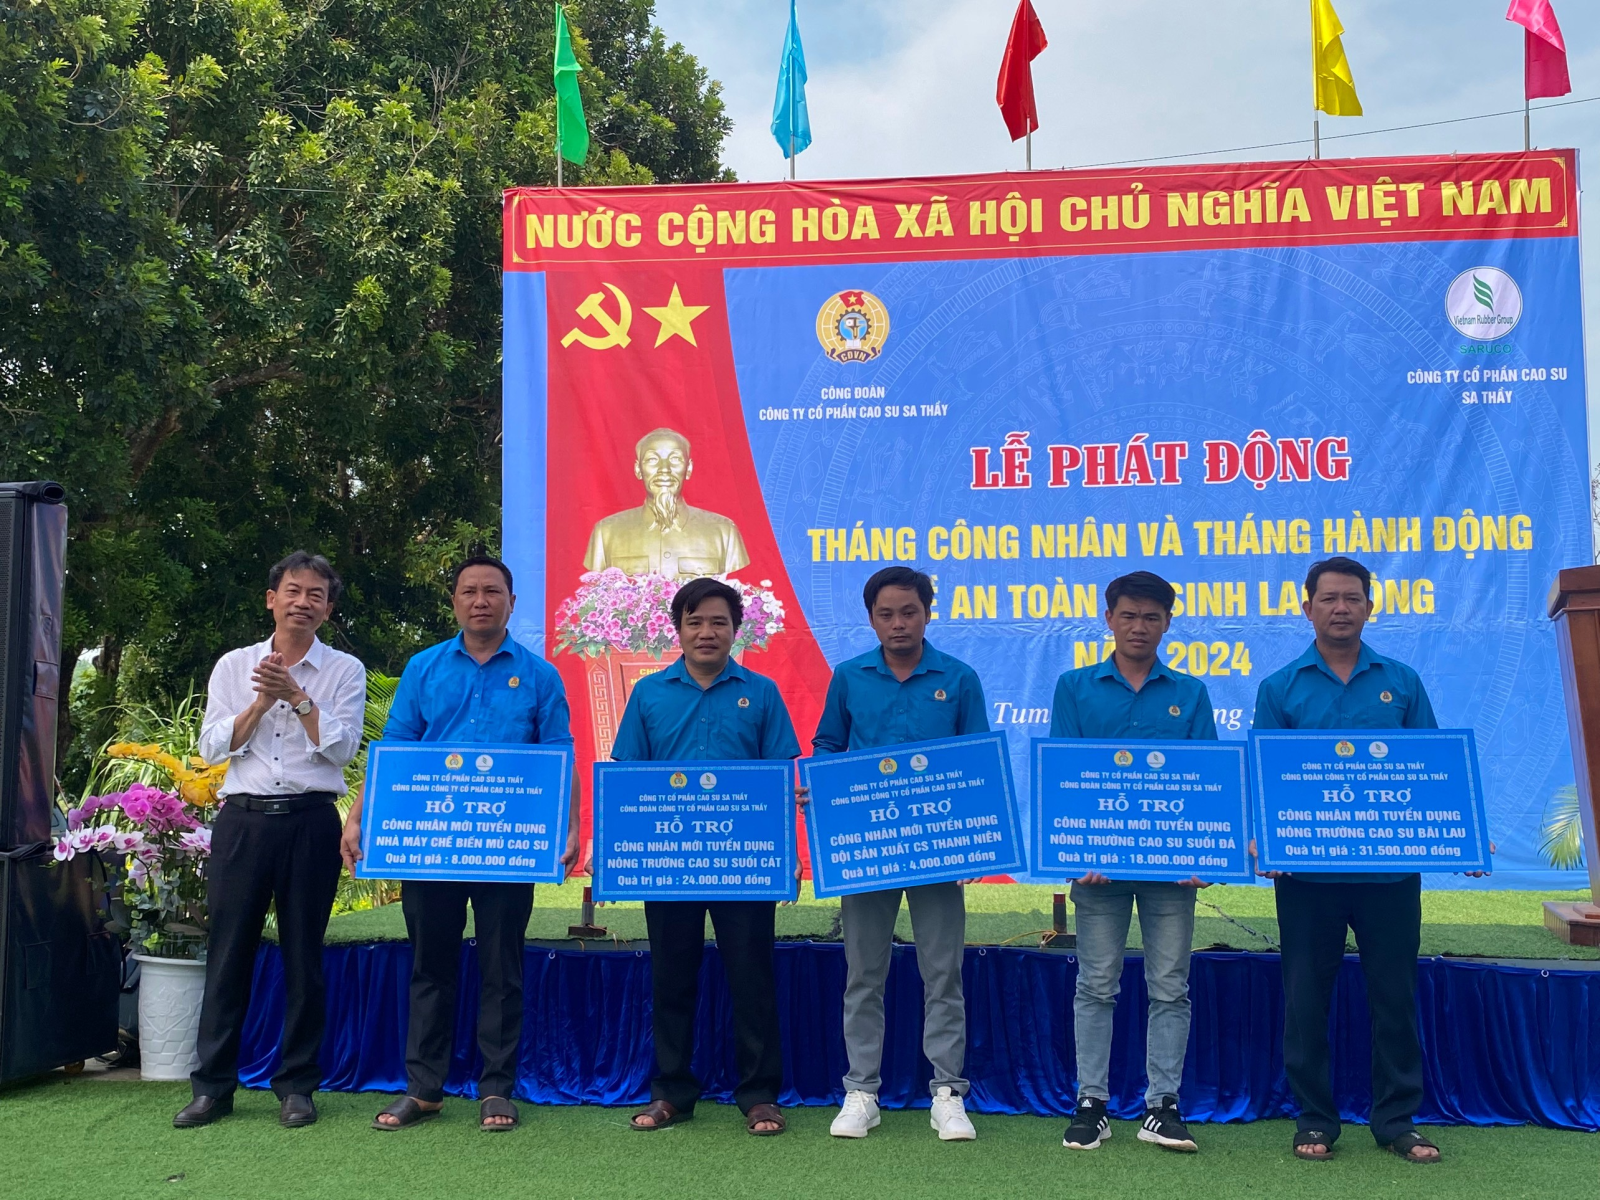 NƯỚC CỘNG HÒA XÃ HỘI CHỦ NGHĨA VIỆT NAM
CĐVN
CÔNG ĐOÀN
CÔNG TY CỔ PHẦN CAO SU SA THẦY
Vietnam Rubber Group
SARUCO
CÔNG TY CỔ PHẦN CAO SU
SA THẦY
LỄ PHÁT ĐỘNG
THÁNG CÔNG NHÂN VÀ THÁNG HÀNH ĐỘNG
AN TOÀN SINH LAO ĐỘNG
2024
Tum
CÔNG TY CỔ PHẦN CAO SU SA THẦY
CÔNG ĐOÀN CÔNG TY CỔ PHẦN CAO SU SA THẦY
HỖ TRỢ
CÔNG NHÂN MỚI TUYỂN DỤNG
NHÀ MÁY CHẾ BIẾN MỦ CAO SU
Quà trị giá : 8.000.000 đồng
CÔNG TY CỔ PHẦN CAO SU SA THẦY
CÔNG ĐOÀN CÔNG TY CỔ PHẦN CAO SU SA THẦY
HỖ TRỢ
CÔNG NHÂN MỚI TUYỂN DỤNG
NÔNG TRƯỜNG CAO SU SUỐI CÁT
Quà trị giá : 24.000.000 đồng
CÔNG TY CỔ PHẦN CAO SU SA THẦY
CÔNG ĐOÀN CÔNG TY CỔ PHẦN CAO SU SA THẦY
HỖ TRỢ
CÔNG NHÂN MỚI TUYỂN DỤNG
ĐỘI SẢN XUẤT CS THANH NIÊN
Quà trị giá : 4.000.000 đồng
CÔNG TY CỔ PHẦN CAO SU SA THẦY
CÔNG ĐOÀN CÔNG TY CỔ PHẦN CAO SU SA THẦY
HỖ TRỢ
CÔNG NHÂN MỚI TUYỂN DỤNG
NÔNG TRƯỜNG CAO SU SUỐI ĐÁ
Quà trị giá : 18.000.000 đồng
CÔNG TY CỔ PHẦN CAO SU SA THẦY
CÔNG ĐOÀN CÔNG TY CỔ PHẦN CAO SU SA THẦY
HỖ TRỢ
CÔNG NHÂN MỚI TUYỂN DỤNG
NÔNG TRƯỜNG CAO SU BÃI LAU
Quà trị giá : 31.500.000 đồng